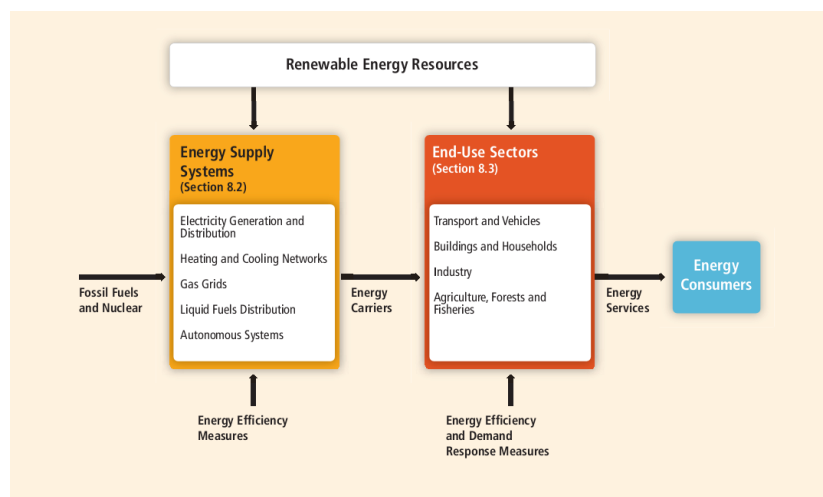 Renewable Energy Resources
Energy Supply
Systems
(Section 8.2)
Electricity Generation and
Distribution
Heating and Cooling Networks
Gas Grids
Liquid Fuels Distribution
Autonomous Systems
End-Use Sectors
(Section 8.3)
Transport and Vehicles
Buildings and Households
Industry
Agriculture, Forests and
Fisheries
Fossil Fuels
and Nuclear
Energy
Carriers
Energy
Services
Energy
Consumers
Energy Efficiency
Measures
Energy Efficiency
and Demand
Response Measures